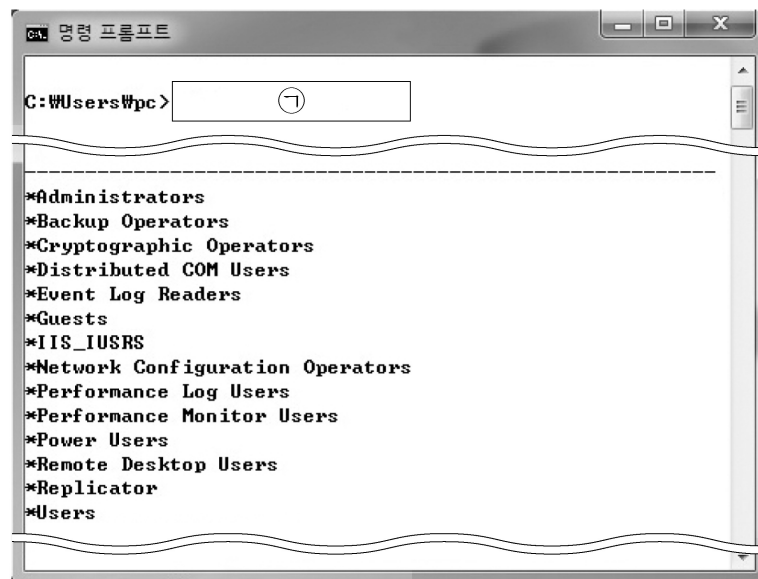 명령 프롬프트
C:₩Users₩pc> ㉠
------------------------------------------------------------
*Administrators
*Backup Operators
*Cryptographic Operators
*Distributed COM Users
*Event Log Readers
*Guests
*IIS_IUSRS
*Network Configuration Operators
*Performance Log Users
*Performance Monitor Users
*Power Users
*Remote Desktop Users
*Replicator
*Users